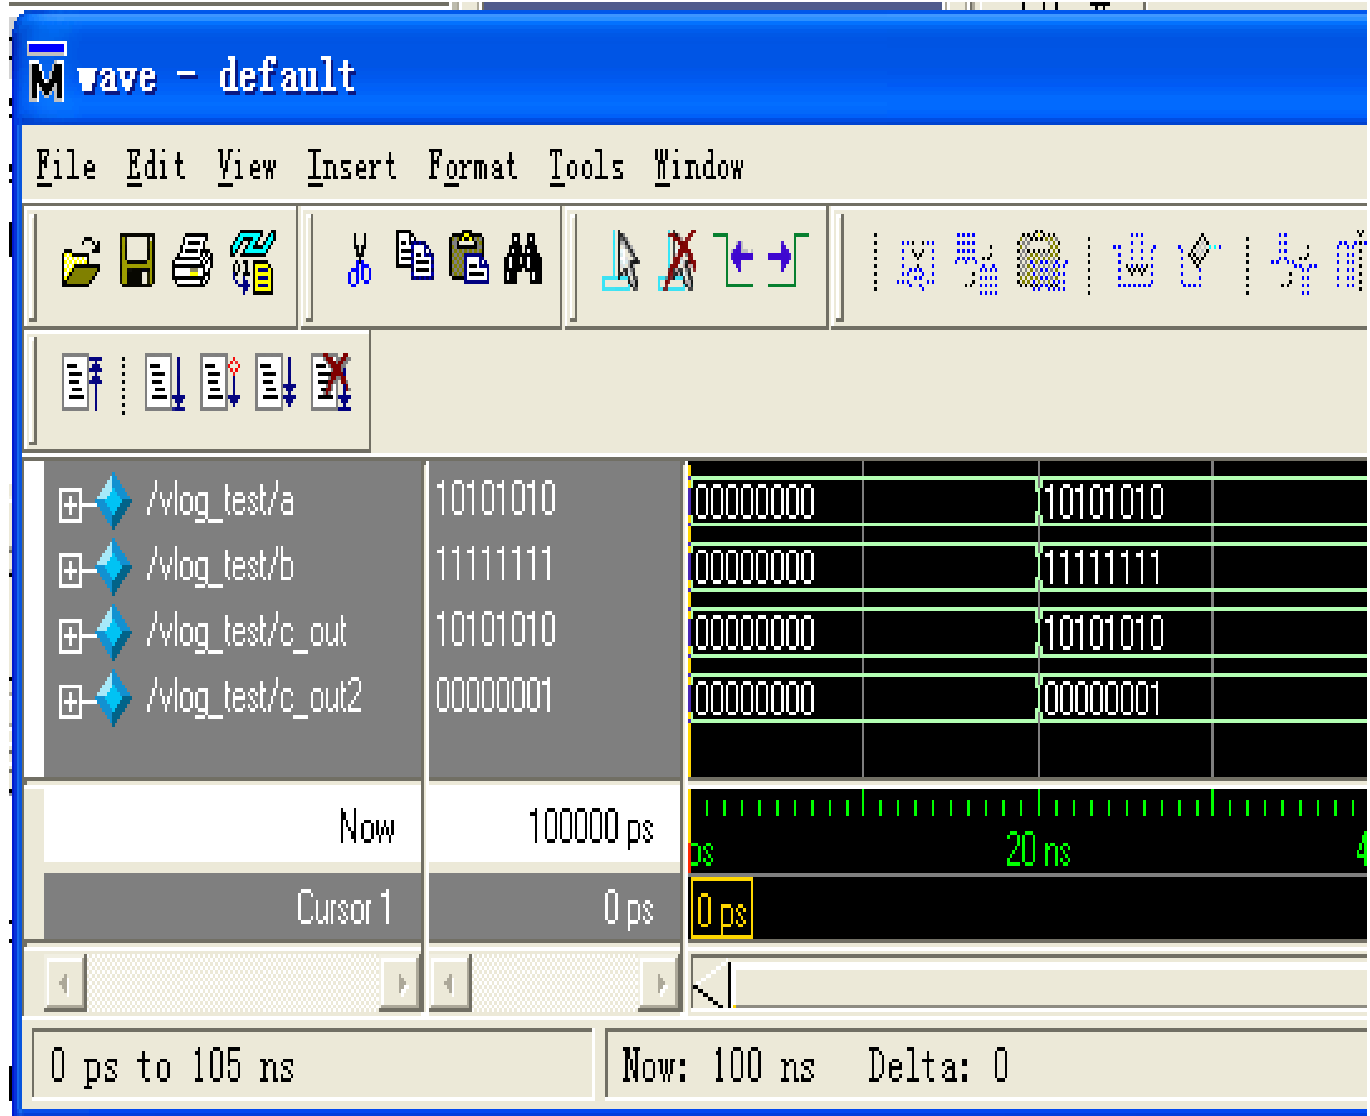 wave - default
File Edit View Insert Format Tools Window
/vlog_test/a 10101010 00000000 10101010
/vlog_test/b 11111111 00000000 11111111
/vlog_test/c_out 10101010 00000000 10101010
/vlog_test/c_out2 00000001 00000000 00000001
Now 100000 ps ps 20 ns 4
Cursor 1 0 ps 0 ps
0 ps to 105 ns Now: 100 ns Delta: 0